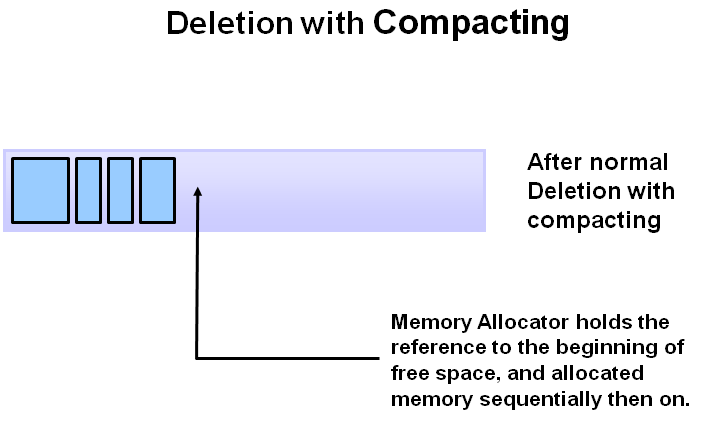 Deletion with Compacting
After normal
Deletion with
compacting
Memory Allocator holds the
reference to the beginning of
free space, and allocated
memory sequentially then on.